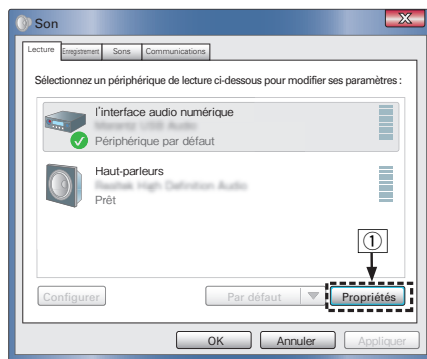 Son
Lecture Enregistrement Sons Communications
Sélectionnez un périphérique de lecture ci-dessous pour modifier ses paramètres :
l'interface audio numérique
Périphérique par défaut
Haut-parleurs
High Definition Audio
Prêt
①
Configurer Par défaut Propriétés
OK Annuler Appliquer